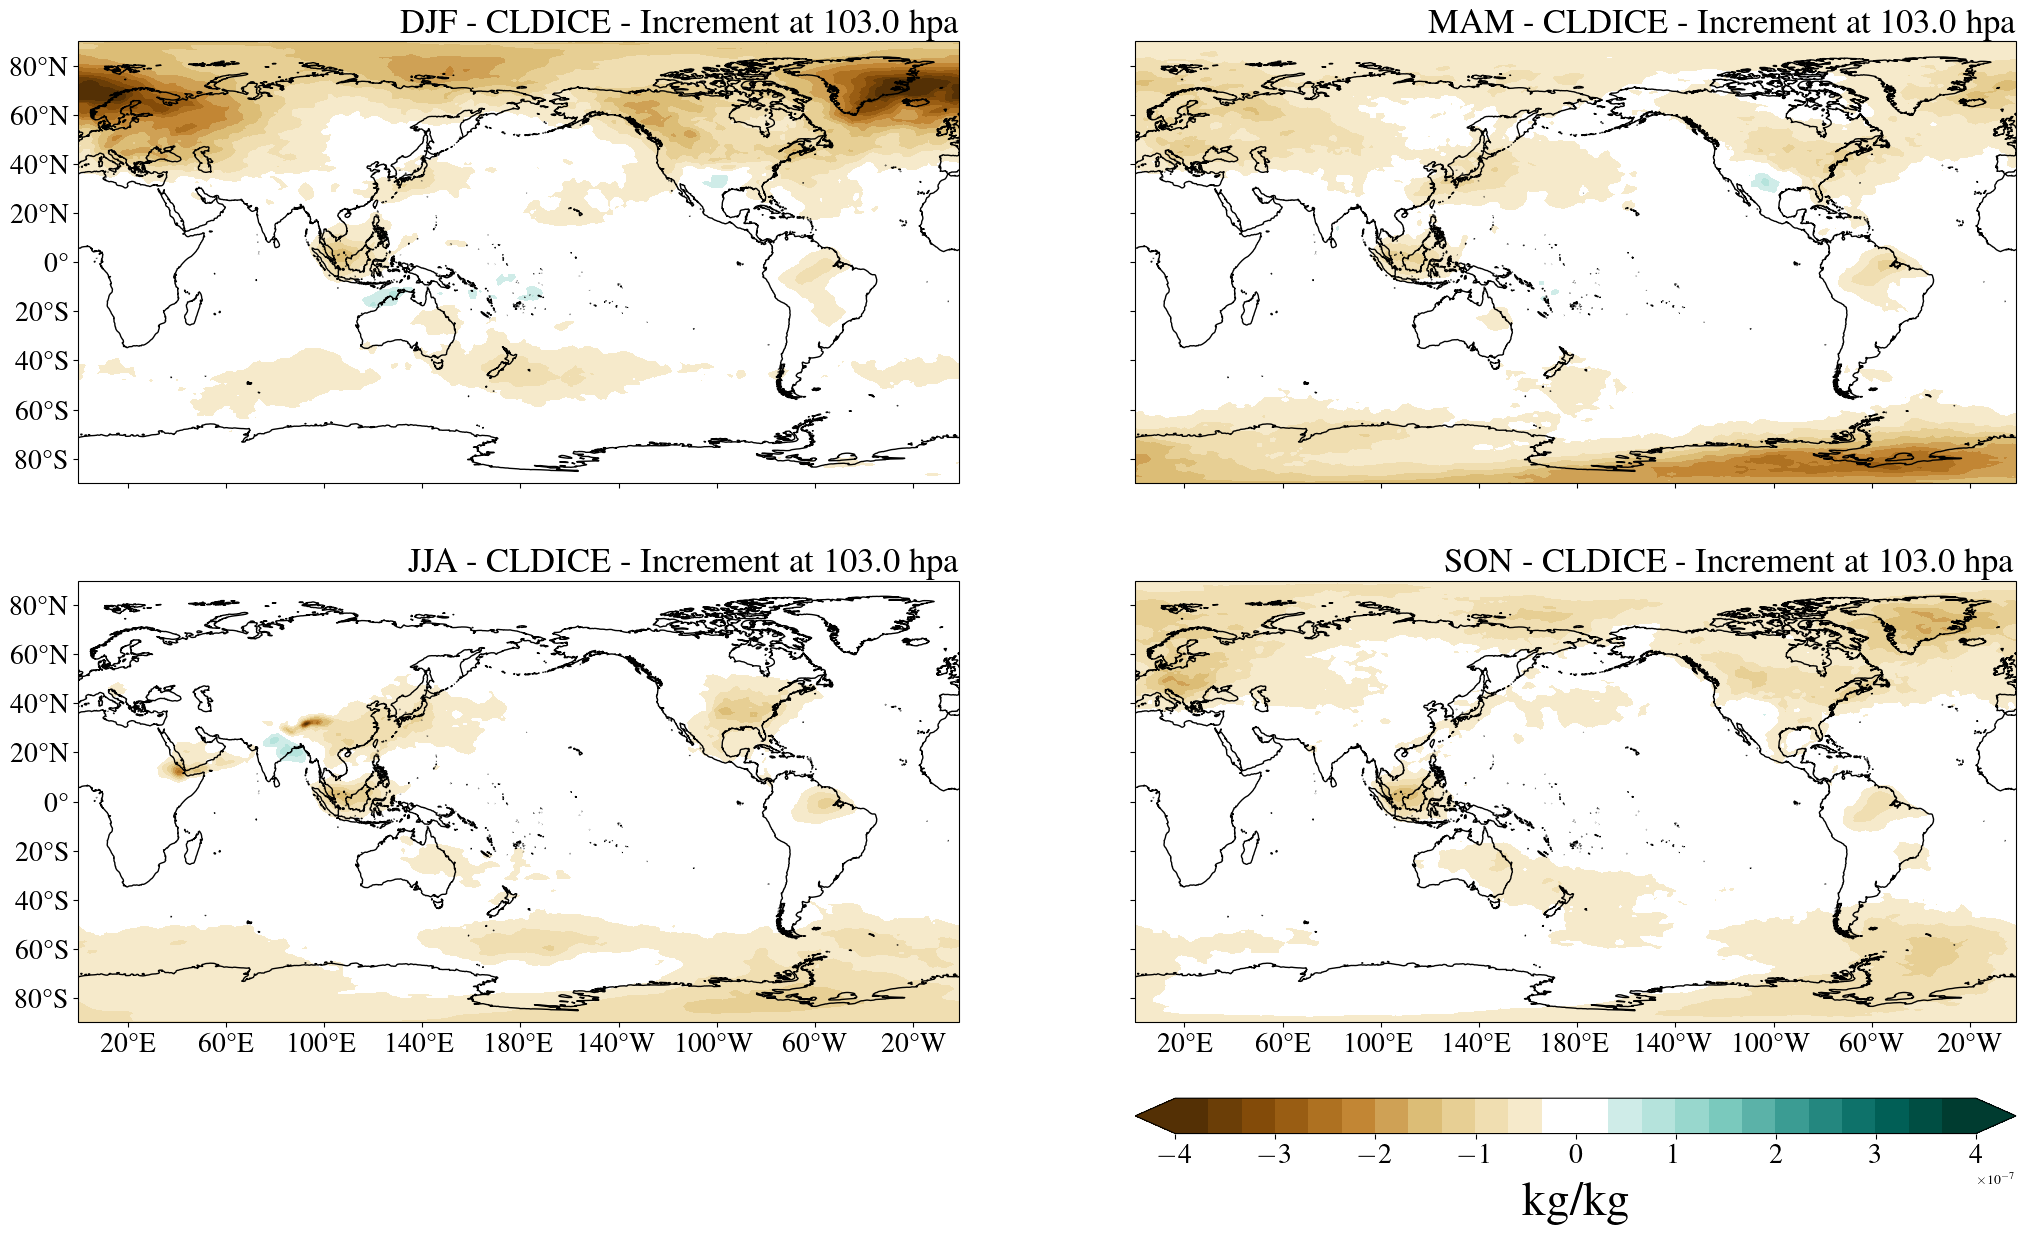 DJF - CLDICE - Increment at 103.0 hpa
MAM - CLDICE - Increment at 103.0 hpa
80°N
60°N
40°N
20°N
0°
20°S
40°S
60°S
80°S
JJA - CLDICE - Increment at 103.0 hpa
SON - CLDICE - Increment at 103.0 hpa
80°N
60°N
40°N
20°N
0°
20°S
40°S
60°S
80°S
20°E 60°E 100°E 140°E 180°E 140°W 100°W 60°W 20°W
20°E 60°E 100°E 140°E 180°E 140°W 100°W 60°W 20°W
−4 −3 −2 −1 0 1 2 3 4
×10⁻⁷
kg/kg